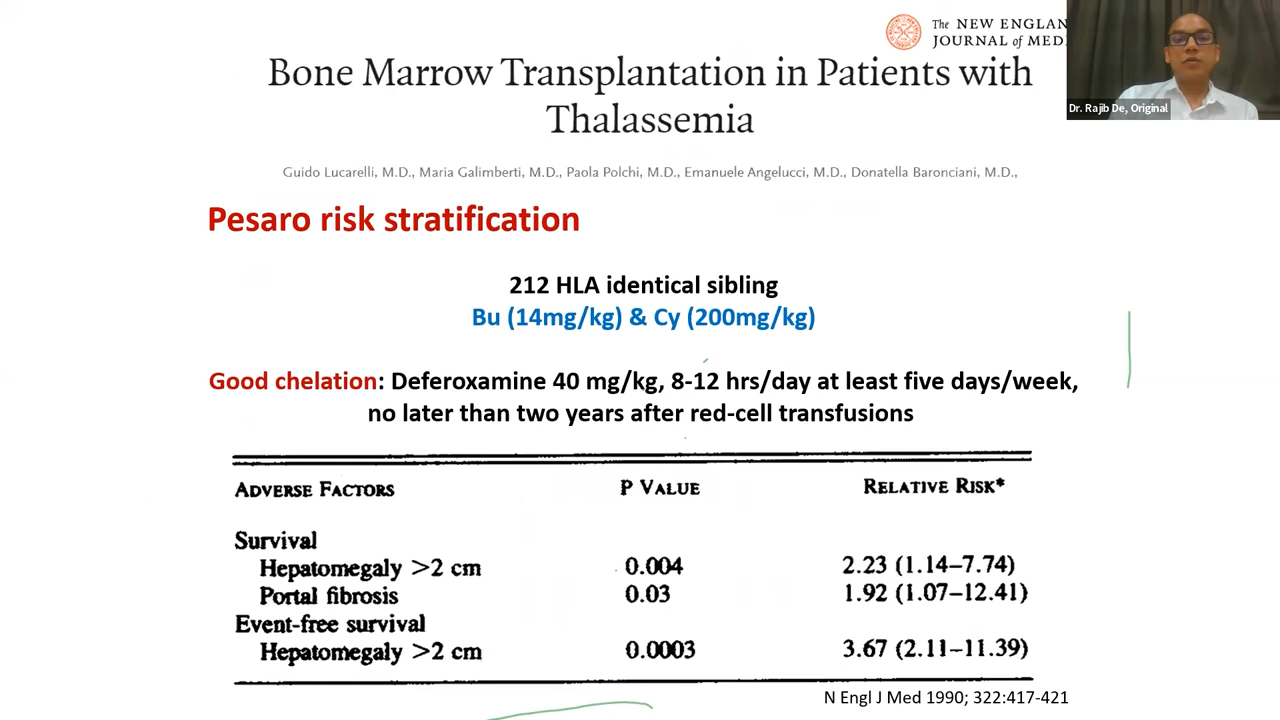 The NEW ENGLAN
JOURNAL of MEDI
Dr. Rajib De, Original
Bone Marrow Transplantation in Patients with
Thalassemia
Guido Lucarelli, M.D., Maria Galimberti, M.D., Paola Polchi, M.D., Emanuele Angelucci, M.D., Donatella Baronciani, M.D.,
Pesaro risk stratification
212 HLA identical sibling
Bu (14mg/kg) & Cy (200mg/kg)
Good chelation: Deferoxamine 40 mg/kg, 8-12 hrs/day at least five days/week,
no later than two years after red-cell transfusions
ADVERSE FACTORS P VALUE RELATIVE RISK*
Survival
Hepatomegaly >2 cm 0.004 2.23 (1.14–7.74)
Portal fibrosis 0.03 1.92 (1.07–12.41)
Event-free survival
Hepatomegaly >2 cm 0.0003 3.67 (2.11–11.39)
N Engl J Med 1990; 322:417-421